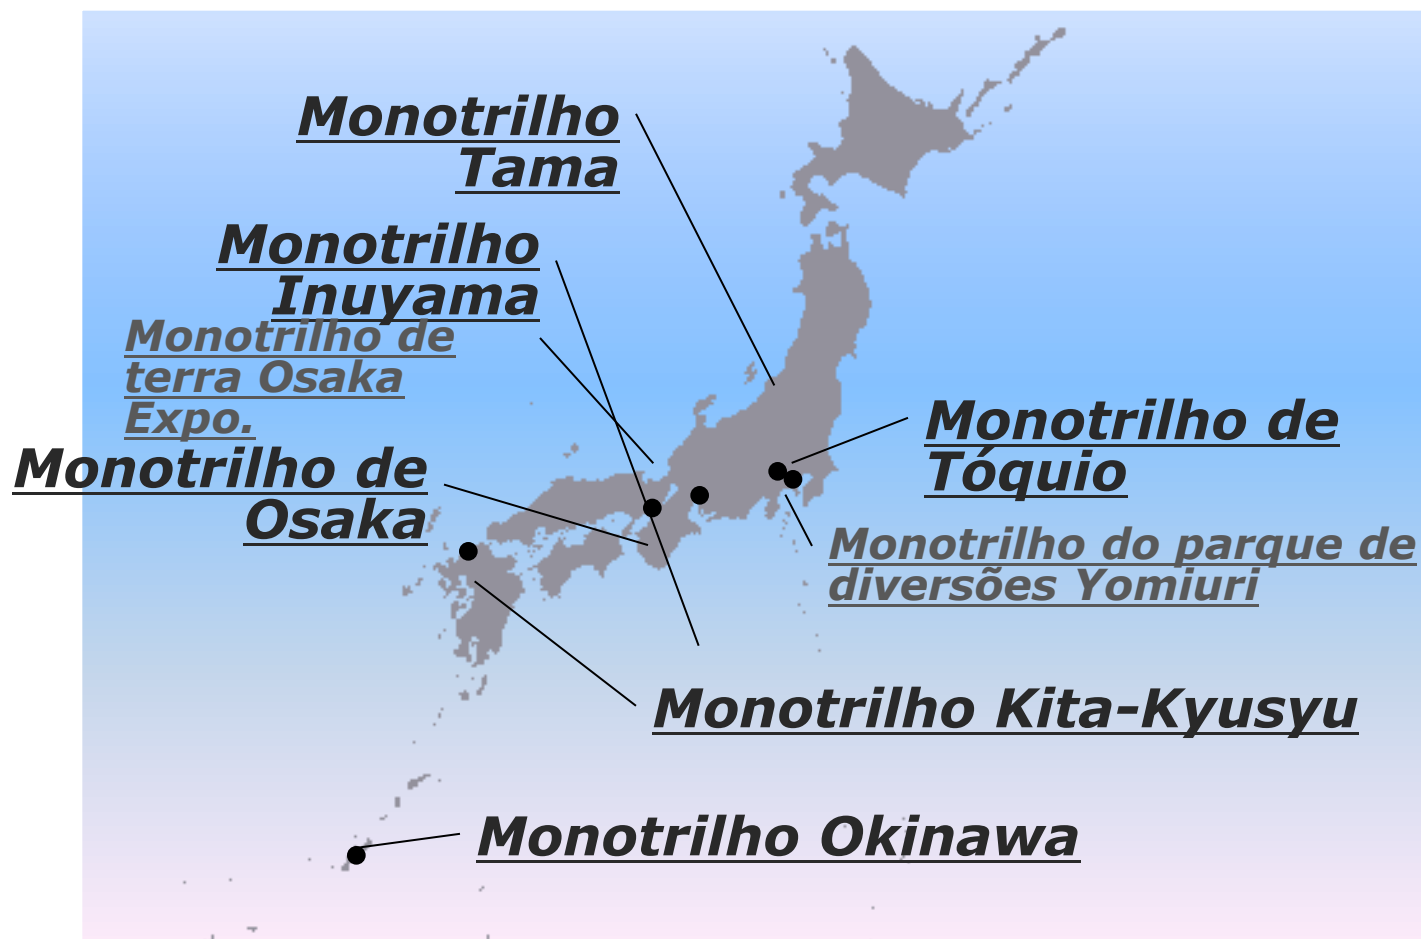 Monotrilho
Tama
Monotrilho
Inuyama
Monotrilho de
terra Osaka
Expo.
Monotrilho de
Osaka
Monotrilho de
Tóquio
Monotrilho do parque de
diversões Yomiuri
Monotrilho Kita-Kyusyu
Monotrilho Okinawa